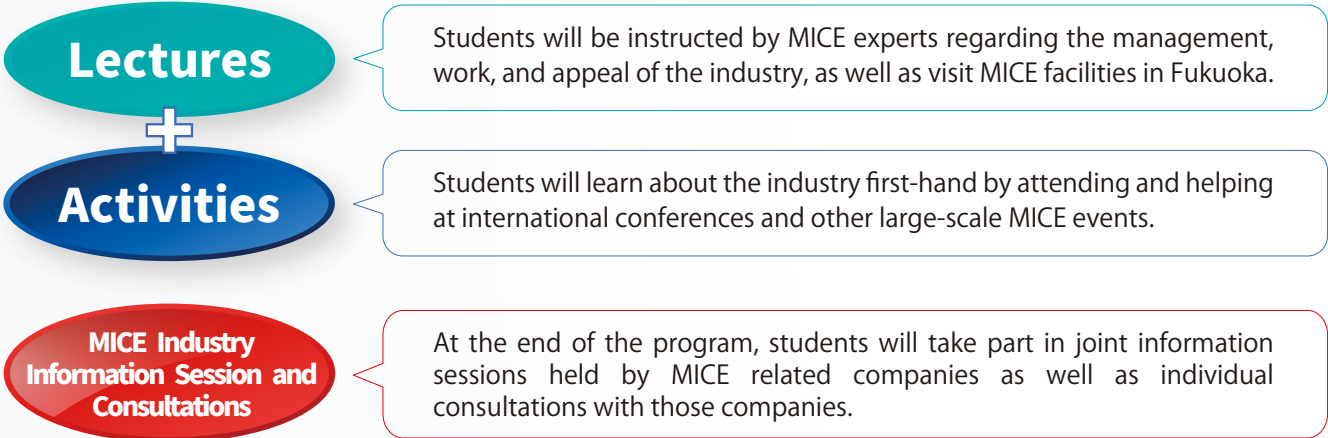 Lectures
Students will be instructed by MICE experts regarding the management,
work, and appeal of the industry, as well as visit MICE facilities in Fukuoka.
+
Activities
Students will learn about the industry first-hand by attending and helping
at international conferences and other large-scale MICE events.
MICE Industry
Information Session and
Consultations
At the end of the program, students will take part in joint information
sessions held by MICE related companies as well as individual
consultations with those companies.